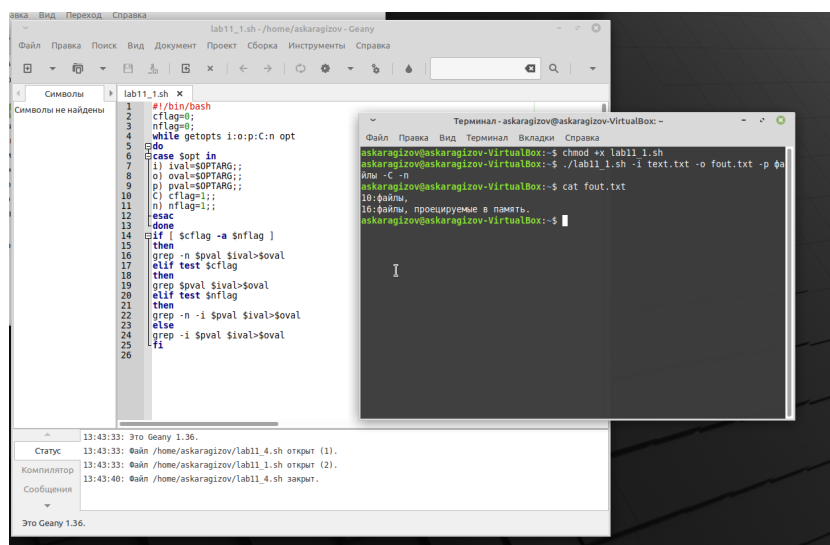 авка Вид Переход Справка
lab11_1.sh - /home/askaragizov - Geany
Файл Правка Поиск Вид Документ Проект Сборка Инструменты Справка
Символы
lab11_1.sh ×
Символы не найдены
1 #!/bin/bash
2 cflag=0;
3 nflag=0;
4 while getopts i:o:p:C:n opt
5 do
6 case $opt in
7 i) ival=$OPTARG;;
8 o) oval=$OPTARG;;
9 p) pval=$OPTARG;;
10 C) cflag=1;;
11 n) nflag=1;;
12 esac
13 done
14 if [ $cflag -a $nflag ]
15 then
16 grep -n $pval $ival>$oval
17 elif test $cflag
18 then
19 grep $pval $ival>$oval
20 elif test $nflag
21 then
22 grep -n -i $pval $ival>$oval
23 else
24 grep -i $pval $ival>$oval
25 fi
26
Терминал - askaragizov@askaragizov-VirtualBox: ~
Файл Правка Вид Терминал Вкладки Справка
askaragizov@askaragizov-VirtualBox:~$ chmod +x lab11_1.sh
askaragizov@askaragizov-VirtualBox:~$ ./lab11_1.sh -i text.txt -o fout.txt -p фа
йлы -C -n
askaragizov@askaragizov-VirtualBox:~$ cat fout.txt
10:файлы,
16:файлы, проецируемые в память.
askaragizov@askaragizov-VirtualBox:~$
Статус
Компилятор
Сообщения
13:43:33: Это Geany 1.36.
13:43:33: Файл /home/askaragizov/lab11_4.sh открыт (1).
13:43:33: Файл /home/askaragizov/lab11_1.sh открыт (2).
13:43:40: Файл /home/askaragizov/lab11_4.sh закрыт.
Это Geany 1.36.